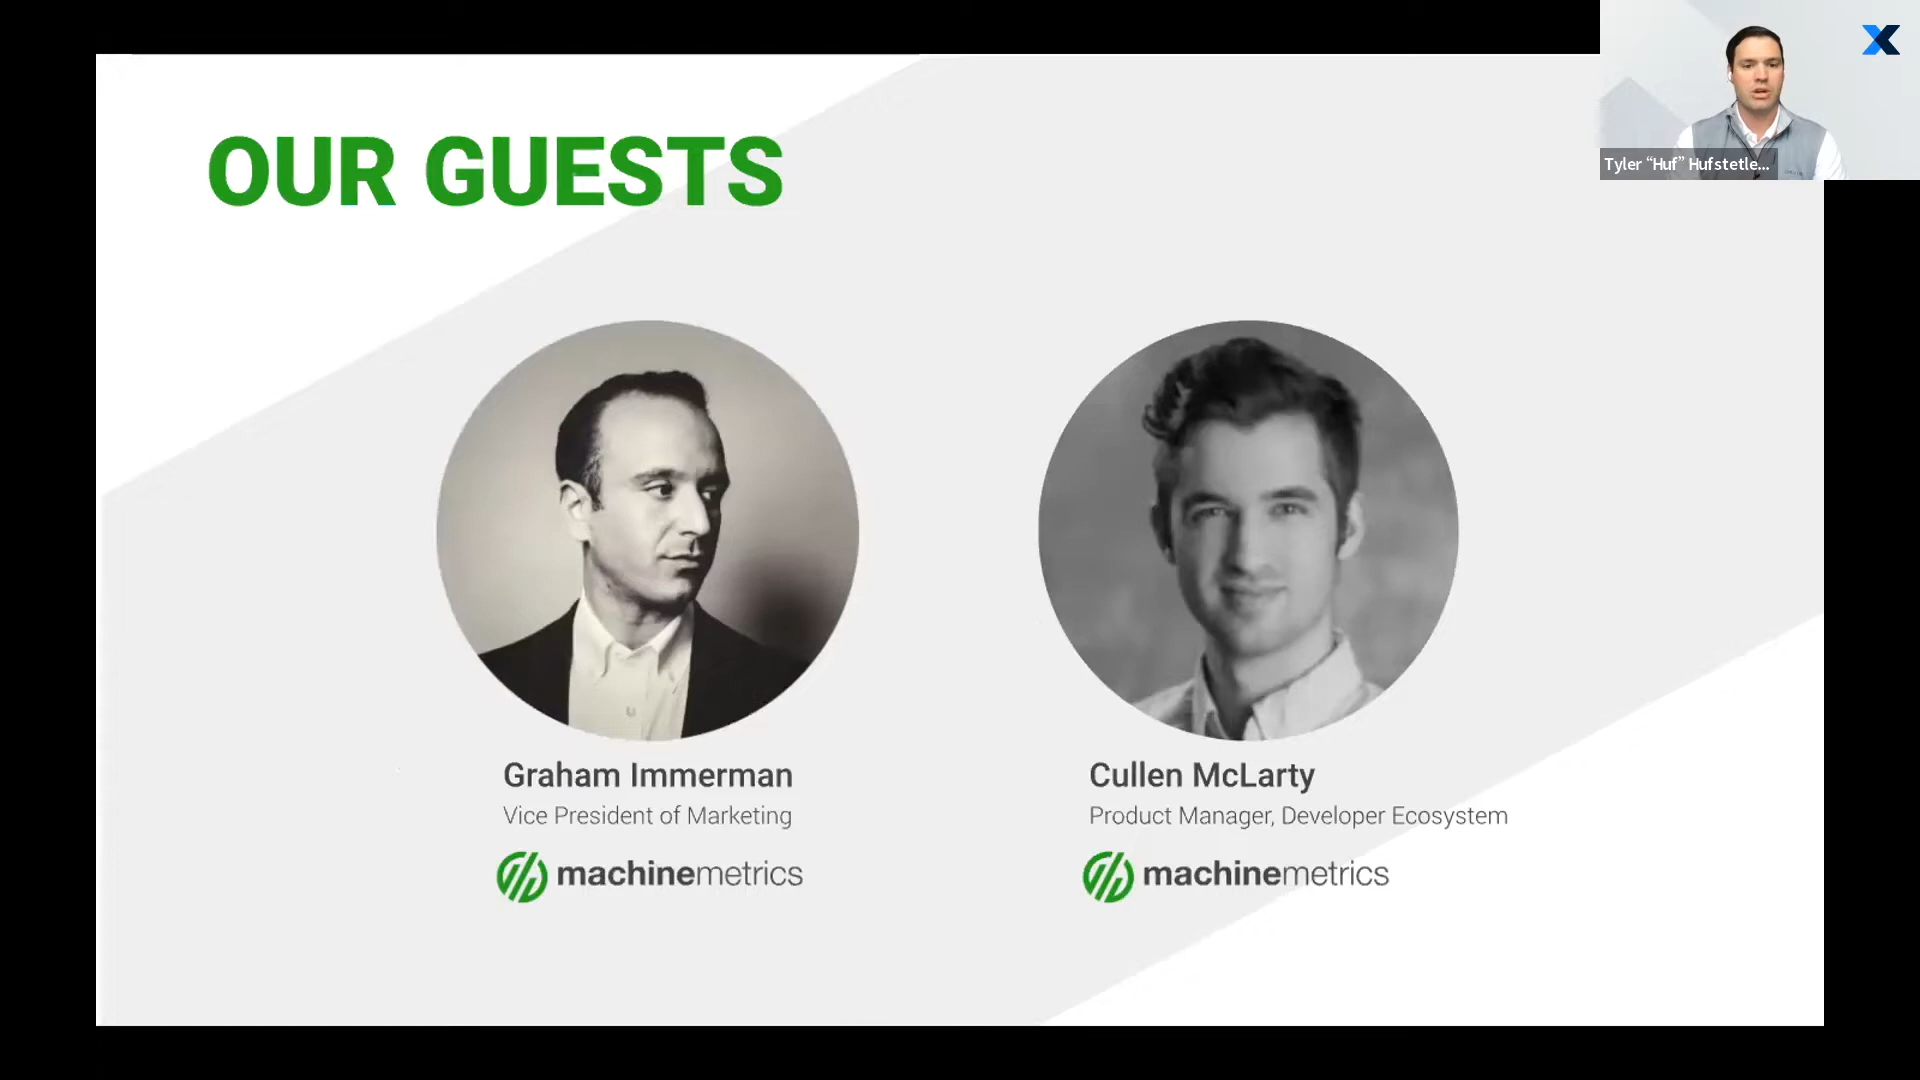 OUR GUESTS
Tyler “Huf” Hufstetle...
Graham Immerman
Vice President of Marketing
machinemetrics
Cullen McLarty
Product Manager, Developer Ecosystem
machinemetrics